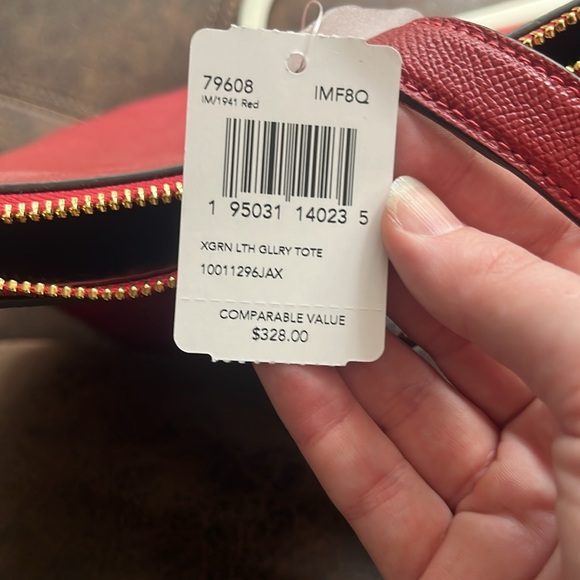 79608 IMF8Q
IM/1941 Red
1 95031 14023 5
XGRN LTH GLLRY TOTE
10011296JAX
COMPARABLE VALUE
$328.00